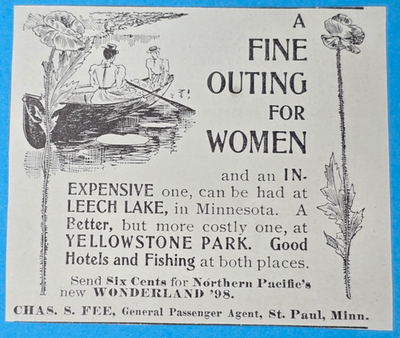 A
FINE
OUTING
FOR
WOMEN
and an IN-
EXPENSIVE one, can be had at
LEECH LAKE, in Minnesota. A
Better, but more costly one, at
YELLOWSTONE PARK. Good
Hotels and Fishing at both places.
Send Six Cents for Northern Pacific's
new WONDERLAND '98.
CHAS. S. FEE, General Passenger Agent, St. Paul, Minn.